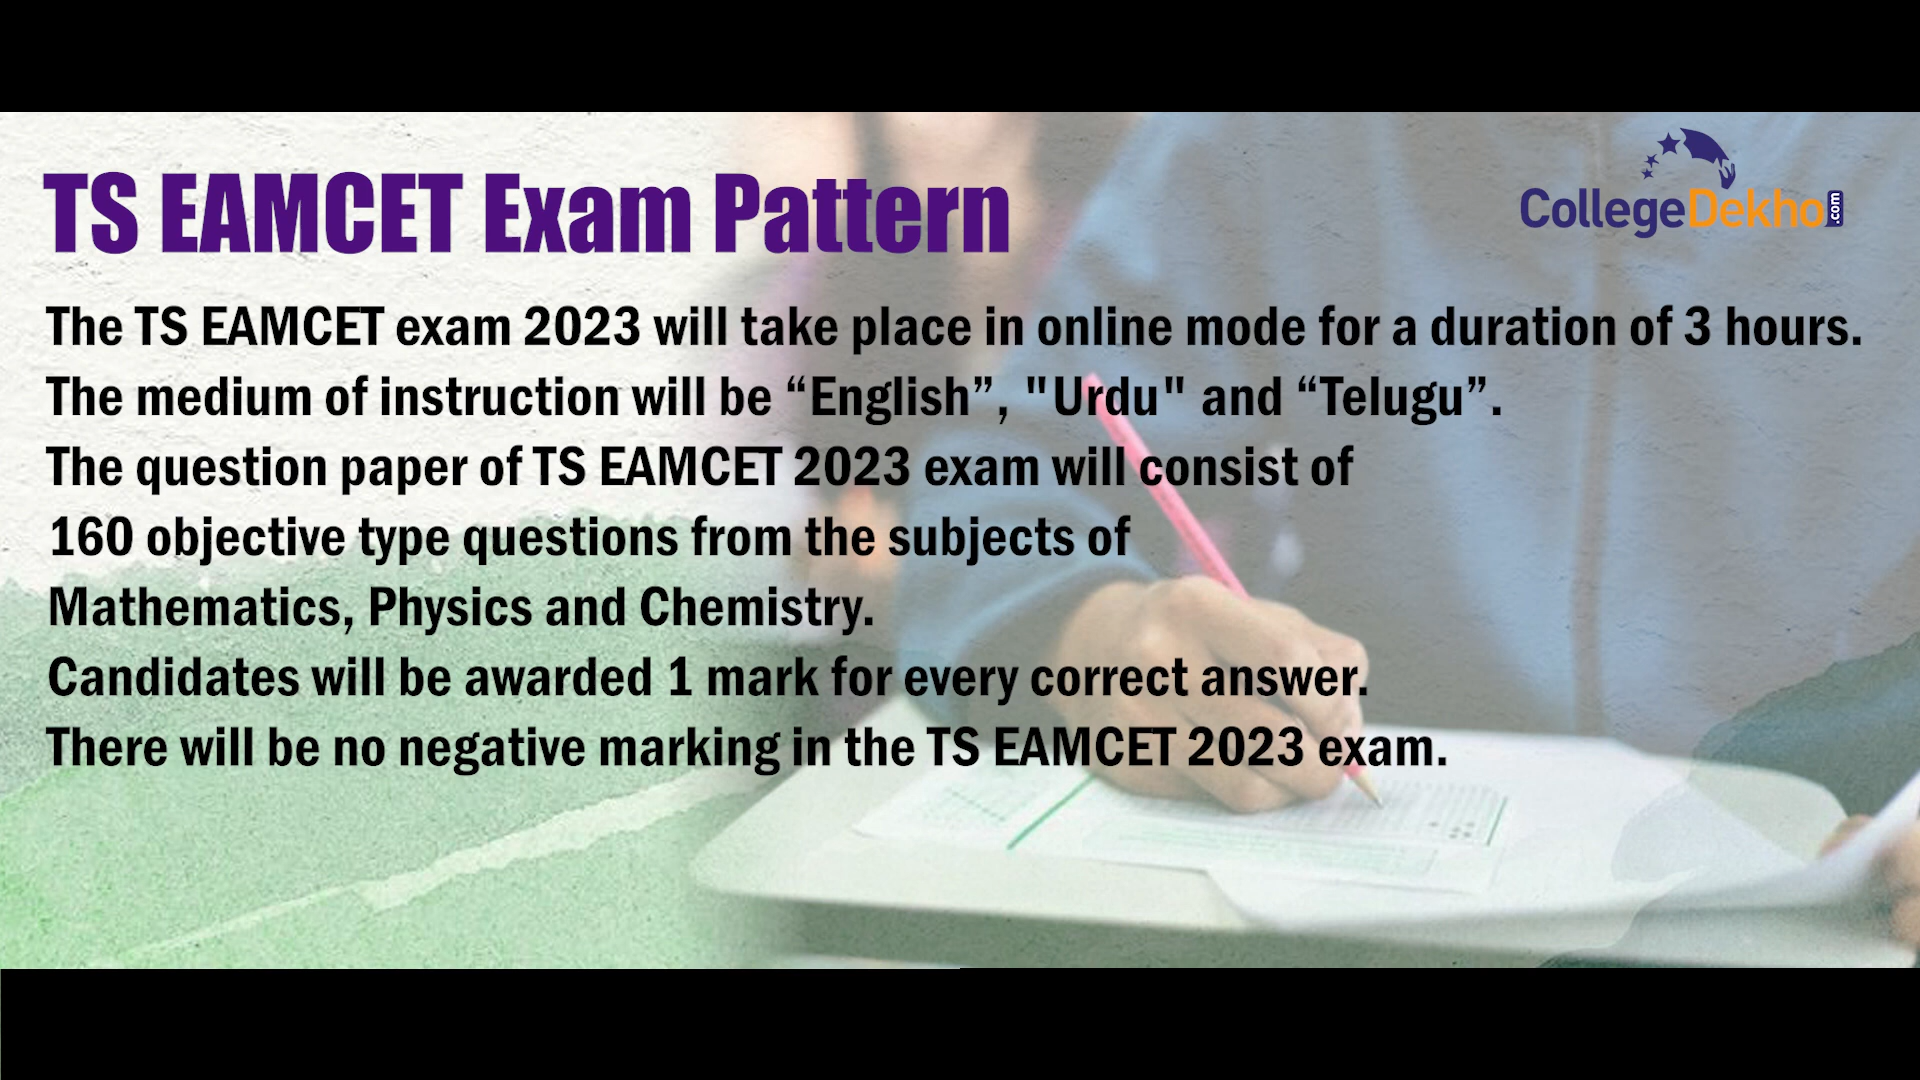 CollegeDekho.com
TS EAMCET Exam Pattern
The TS EAMCET exam 2023 will take place in online mode for a duration of 3 hours.
The medium of instruction will be “English”, "Urdu" and “Telugu”.
The question paper of TS EAMCET 2023 exam will consist of
160 objective type questions from the subjects of
Mathematics, Physics and Chemistry.
Candidates will be awarded 1 mark for every correct answer.
There will be no negative marking in the TS EAMCET 2023 exam.